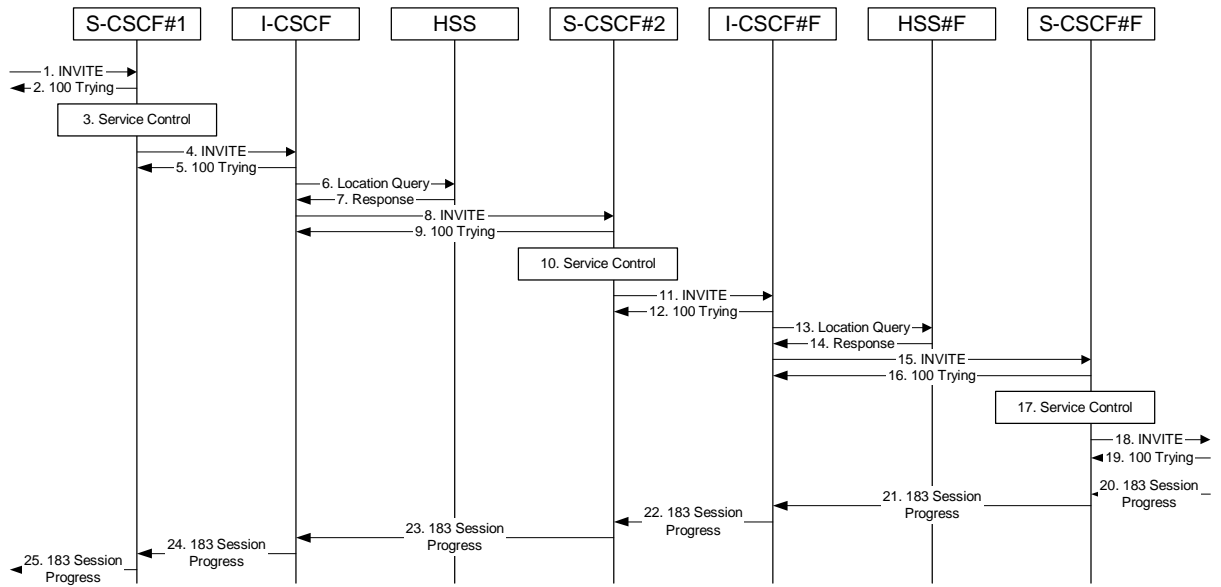 S-CSCF#1
I-CSCF
HSS
S-CSCF#2
I-CSCF#F
HSS#F
S-CSCF#F
1. INVITE
2. 100 Trying
3. Service Control
4. INVITE
5. 100 Trying
6. Location Query
7. Response
8. INVITE
9. 100 Trying
10. Service Control
11. INVITE
12. 100 Trying
13. Location Query
14. Response
15. INVITE
16. 100 Trying
17. Service Control
18. INVITE
19. 100 Trying
20. 183 Session
Progress
21. 183 Session
Progress
22. 183 Session
Progress
23. 183 Session
Progress
24. 183 Session
Progress
25. 183 Session
Progress